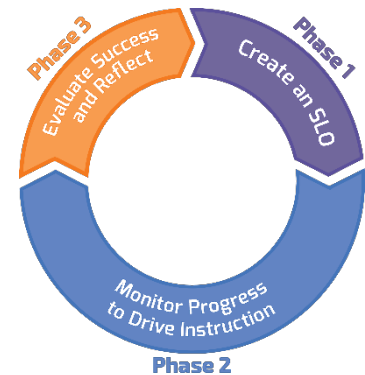 Phase 1
Create an SLO
Phase 2
Monitor Progress
to Drive Instruction
Phase 3
Evaluate Success
and Reflect